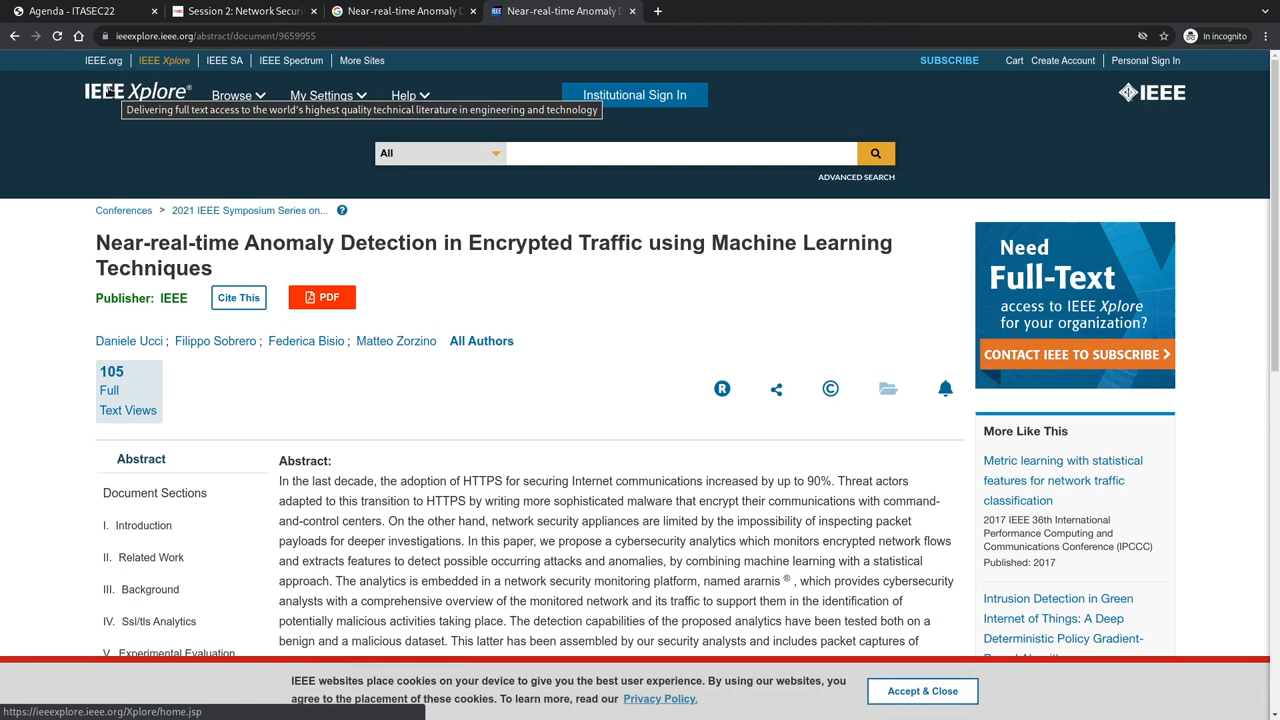 Agenda - ITASEC22
Session 2: Network Securi
Near-real-time Anomaly D
Near-real-time Anomaly D
ieeexplore.ieee.org/abstract/document/9659955
In incognito
IEEE.org
IEEE Xplore
IEEE SA
IEEE Spectrum
More Sites
SUBSCRIBE
Cart
Create Account
Personal Sign In
IEEE Xplore®
Browse
My Settings
Help
Institutional Sign In
IEEE
Delivering full text access to the world's highest quality technical literature in engineering and technology
All
ADVANCED SEARCH
Conferences > 2021 IEEE Symposium Series on... ?
Near-real-time Anomaly Detection in Encrypted Traffic using Machine Learning
Techniques
Publisher: IEEE
Cite This
PDF
Daniele Ucci ; Filippo Sobrero ; Federica Bisio ; Matteo Zorzino All Authors
105
Full
Text Views
R
©
Abstract
Document Sections
I. Introduction
II. Related Work
III. Background
IV. Ssl/tls Analytics
V. Experimental Evaluation
Abstract:
In the last decade, the adoption of HTTPS for securing Internet communications increased by up to 90%. Threat actors
adapted to this transition to HTTPS by writing more sophisticated malware that encrypt their communications with command-
and-control centers. On the other hand, network security appliances are limited by the impossibility of inspecting packet
payloads for deeper investigations. In this paper, we propose a cybersecurity analytics which monitors encrypted network flows
and extracts features to detect possible occurring attacks and anomalies, by combining machine learning with a statistical
approach. The analytics is embedded in a network security monitoring platform, named ararnis ® , which provides cybersecurity
analysts with a comprehensive overview of the monitored network and its traffic to support them in the identification of
potentially malicious activities taking place. The detection capabilities of the proposed analytics have been tested both on a
benign and a malicious dataset. This latter has been assembled by our security analysts and includes packet captures of
Need
Full-Text
access to IEEE Xplore
for your organization?
CONTACT IEEE TO SUBSCRIBE
More Like This
Metric learning with statistical
features for network traffic
classification
2017 IEEE 36th International
Performance Computing and
Communications Conference (IPCCC)
Published: 2017
Intrusion Detection in Green
Internet of Things: A Deep
Deterministic Policy Gradient-
IEEE websites place cookies on your device to give you the best user experience. By using our websites, you
agree to the placement of these cookies. To learn more, read our Privacy Policy.
Accept & Close
https://ieeexplore.ieee.org/Xplore/home.jsp